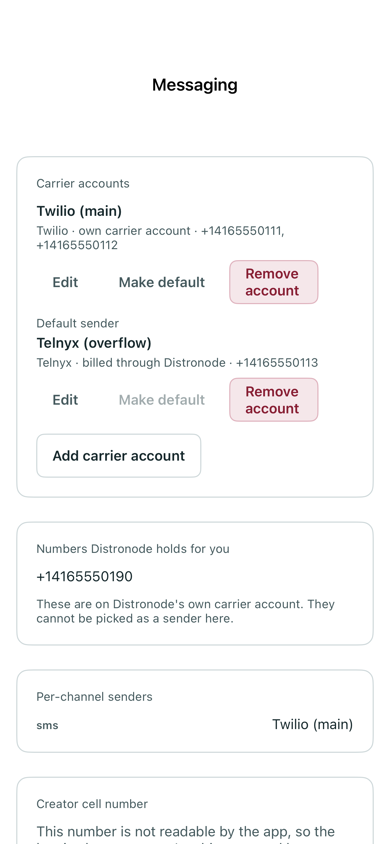 Messaging
Carrier accounts
Twilio (main)
Twilio · own carrier account · +14165550111,
+14165550112
Edit
Make default
Remove
account
Default sender
Telnyx (overflow)
Telnyx · billed through Distronode · +14165550113
Edit
Make default
Remove
account
Add carrier account
Numbers Distronode holds for you
+14165550190
These are on Distronode's own carrier account. They
cannot be picked as a sender here.
Per-channel senders
sms
Twilio (main)
Creator cell number
This number is not readable by the app, so the